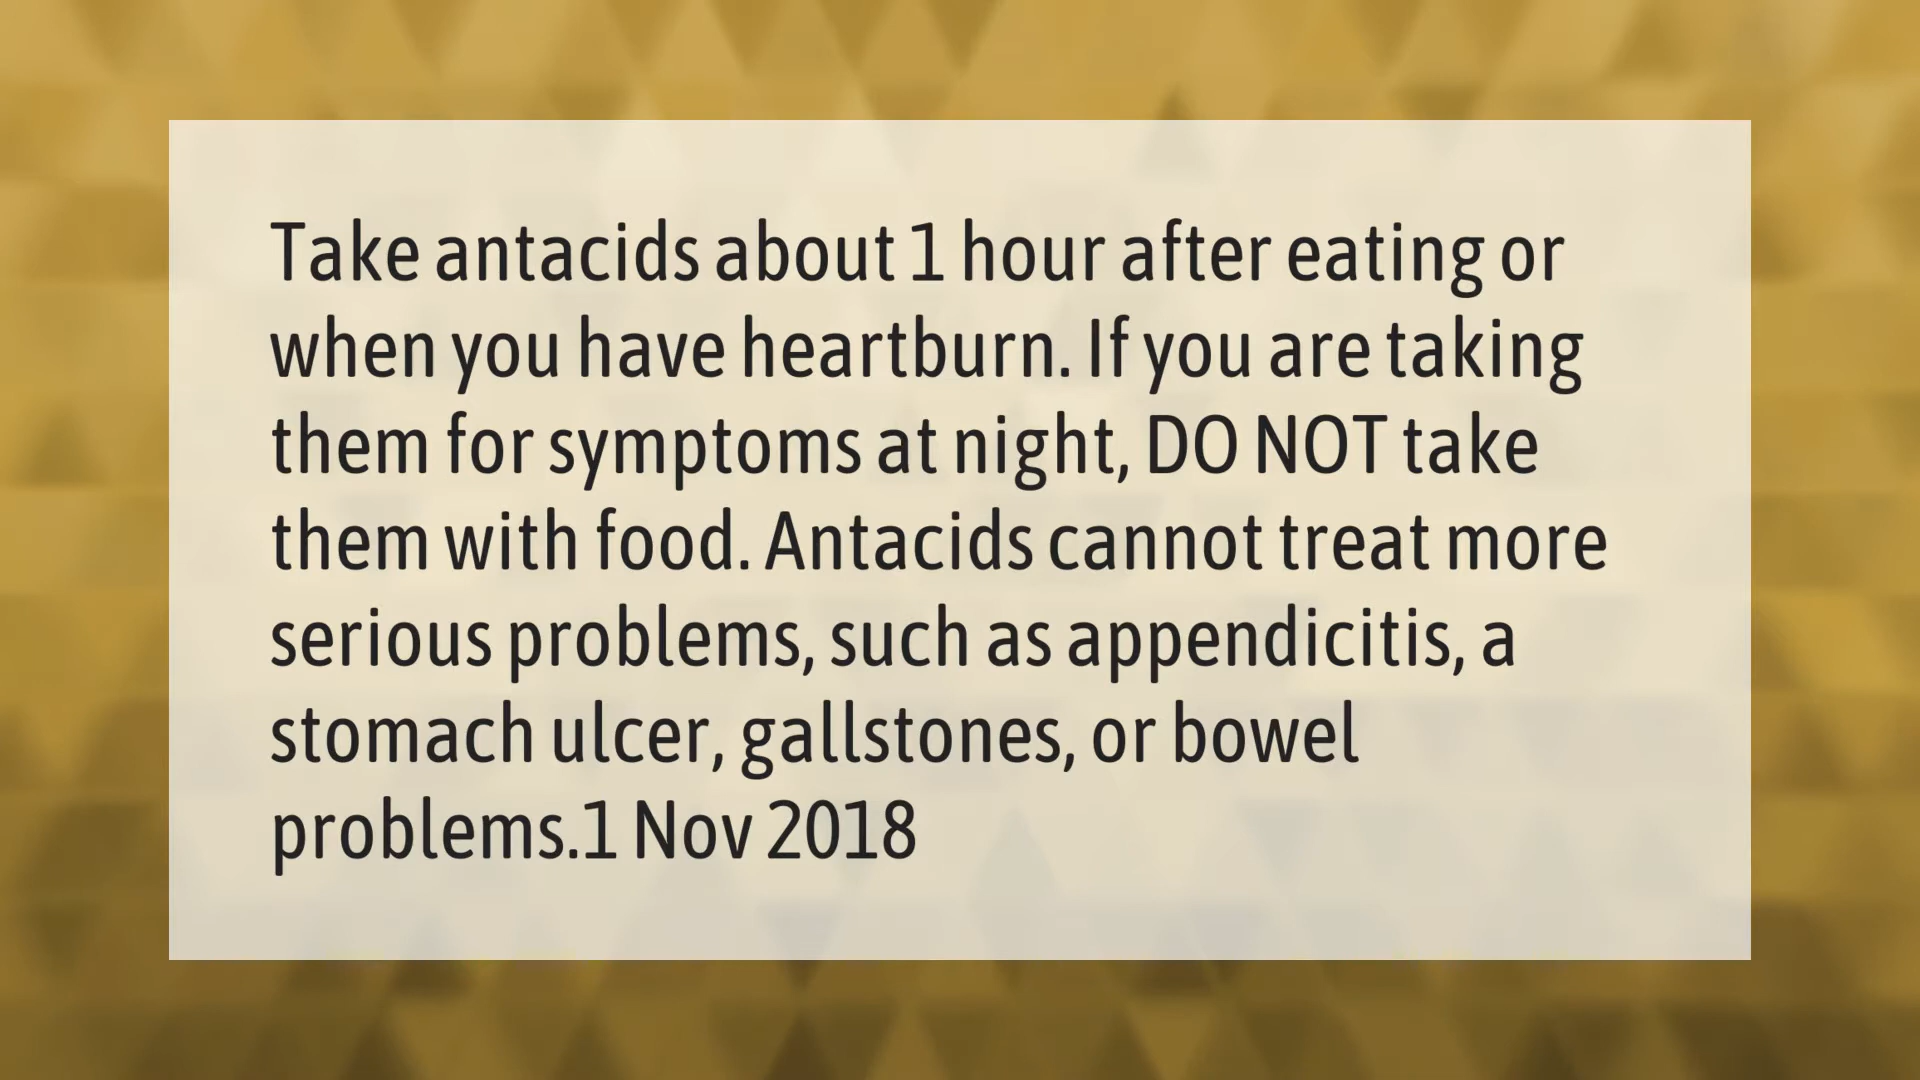 Take antacids about 1 hour after eating or
when you have heartburn. If you are taking
them for symptoms at night, DO NOT take
them with food. Antacids cannot treat more
serious problems, such as appendicitis, a
stomach ulcer, gallstones, or bowel
problems.1 Nov 2018